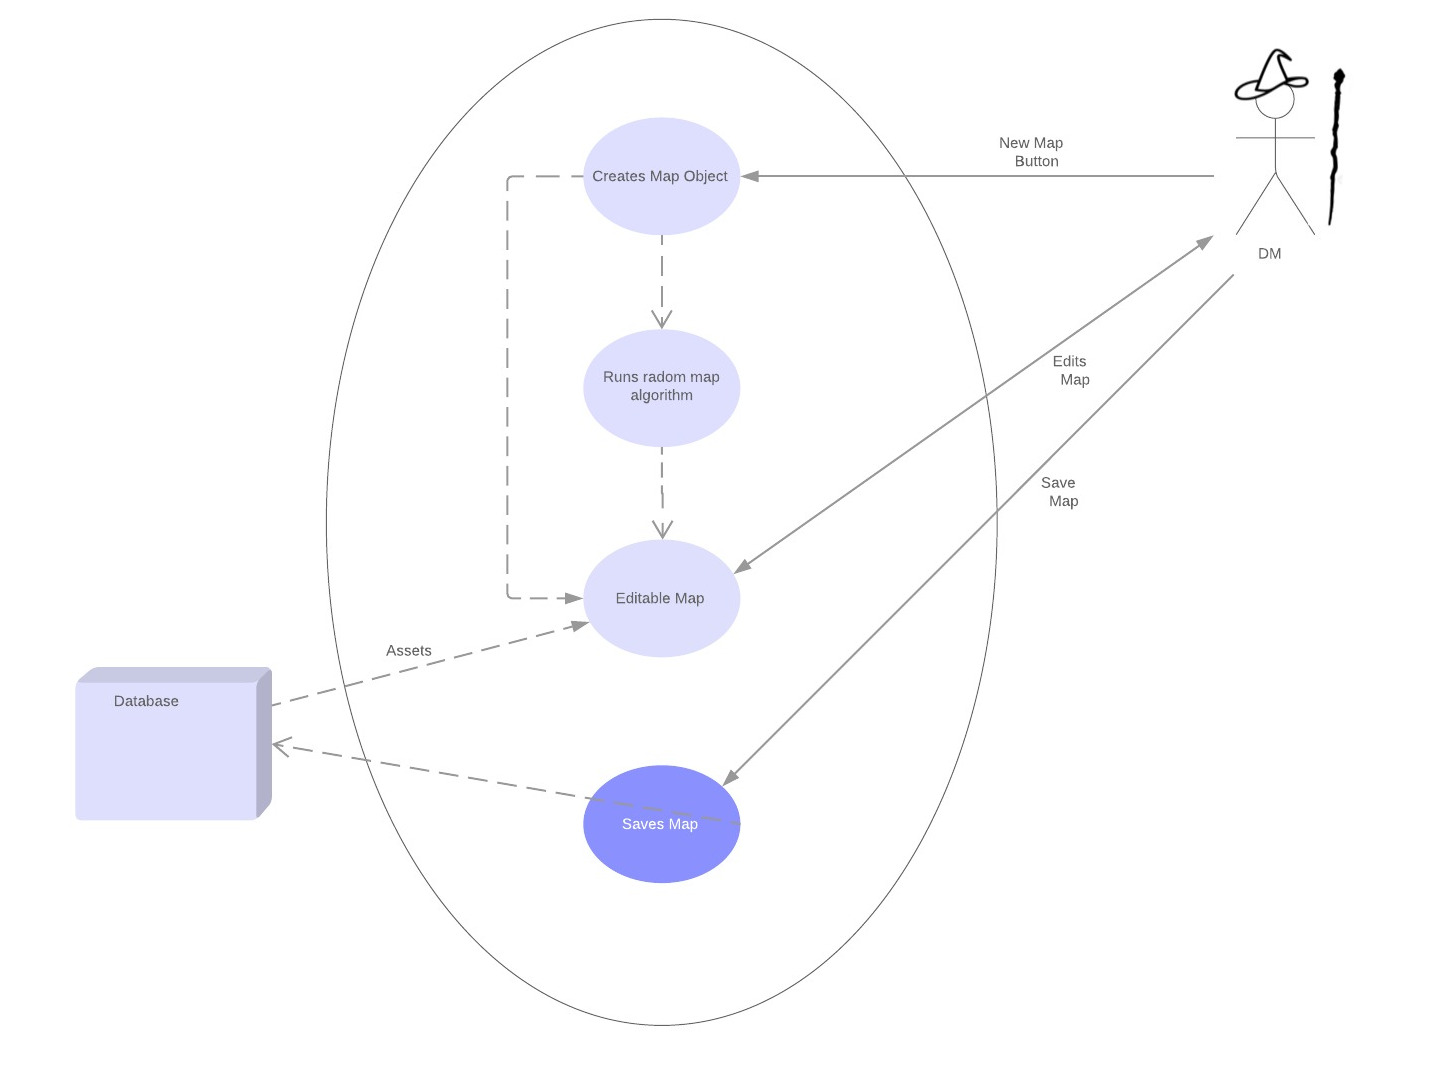 New Map
Button
Creates Map Object
DM
Edits
Map
Runs radom map
algorithm
Save
Map
Editable Map
Assets
Database
Saves Map